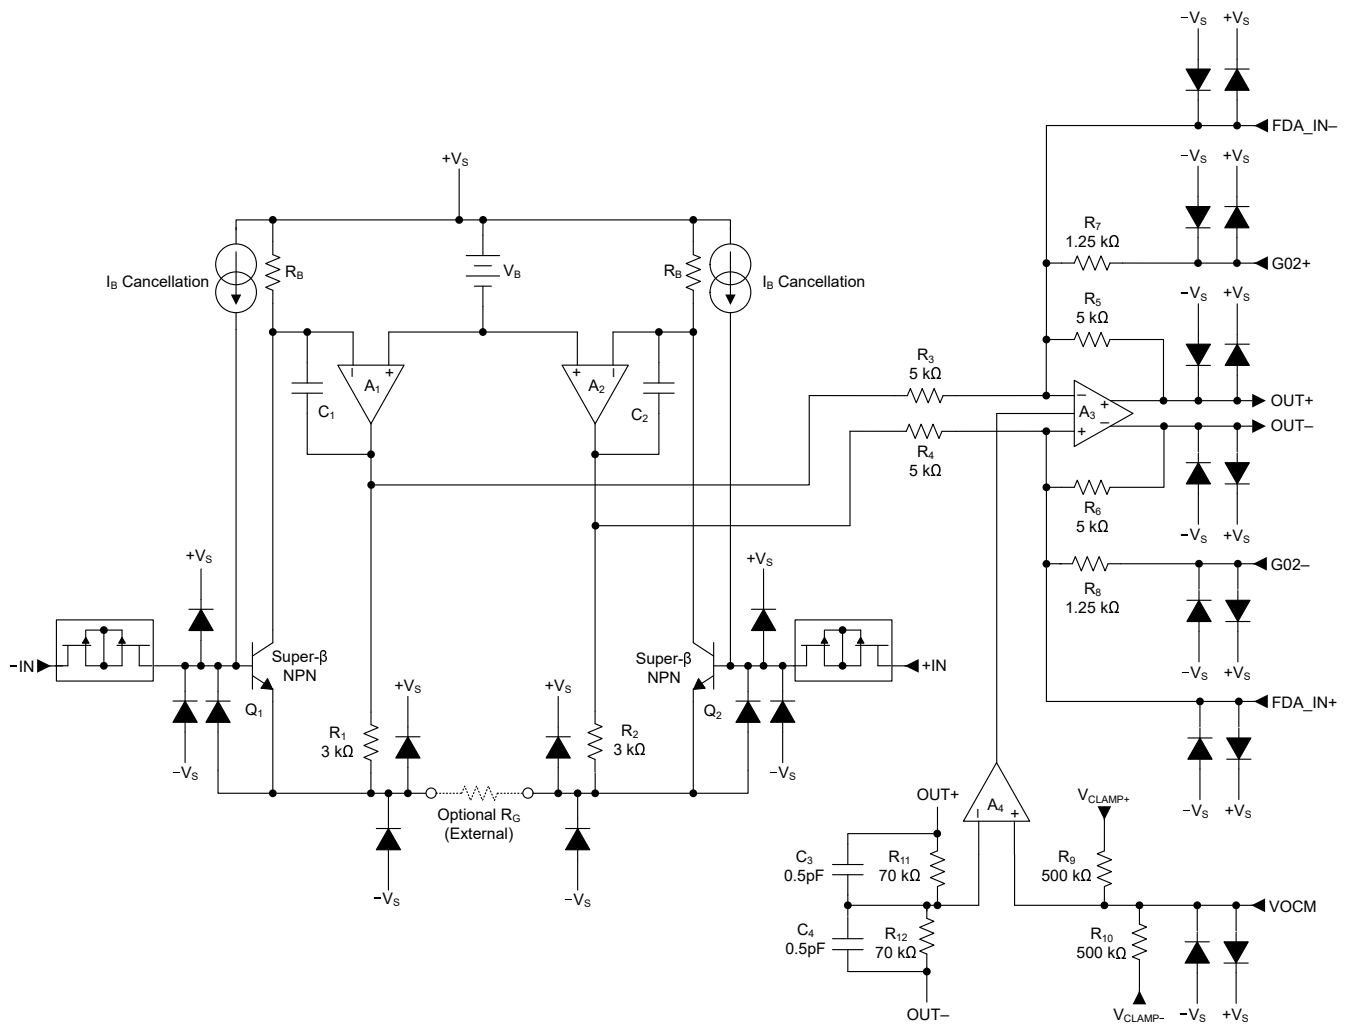 −VS +VS
FDA_IN–
−VS +VS
R7
1.25 kΩ
G02+
+VS
IB Cancellation
RB
VB
RB
IB Cancellation
−VS +VS
R5
5 kΩ
R3
5 kΩ
− +
A1
+ −
A2
C1
C2
−
A3
+
+
−
OUT+
OUT–
R4
5 kΩ
R6
5 kΩ
−VS +VS
G02–
R8
1.25 kΩ
+VS
+VS
−IN
Super-β
NPN
Q1
Super-β
NPN
Q2
+IN
−VS +VS
FDA_IN+
+VS
+VS
R1
3 kΩ
R2
3 kΩ
−VS
−VS
Optional RG
(External)
−VS
−VS
−VS +VS
OUT+
A4
− +
VCLAMP+
C3
0.5pF
R11
70 kΩ
R9
500 kΩ
VOCM
C4
0.5pF
R12
70 kΩ
R10
500 kΩ
OUT–
VCLAMP-
−VS +VS